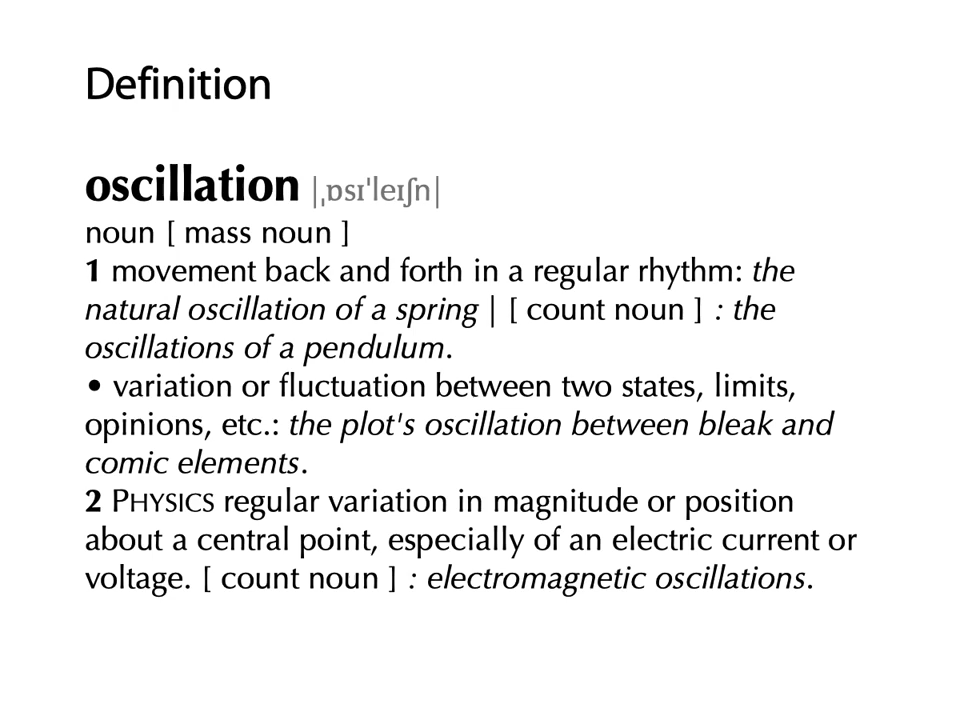 Definition
oscillation |ˌɒsɪˈleɪʃn|
noun [ mass noun ]
1 movement back and forth in a regular rhythm: the
natural oscillation of a spring | [ count noun ] : the
oscillations of a pendulum.
• variation or fluctuation between two states, limits,
opinions, etc.: the plot's oscillation between bleak and
comic elements.
2 PHYSICS regular variation in magnitude or position
about a central point, especially of an electric current or
voltage. [ count noun ] : electromagnetic oscillations.